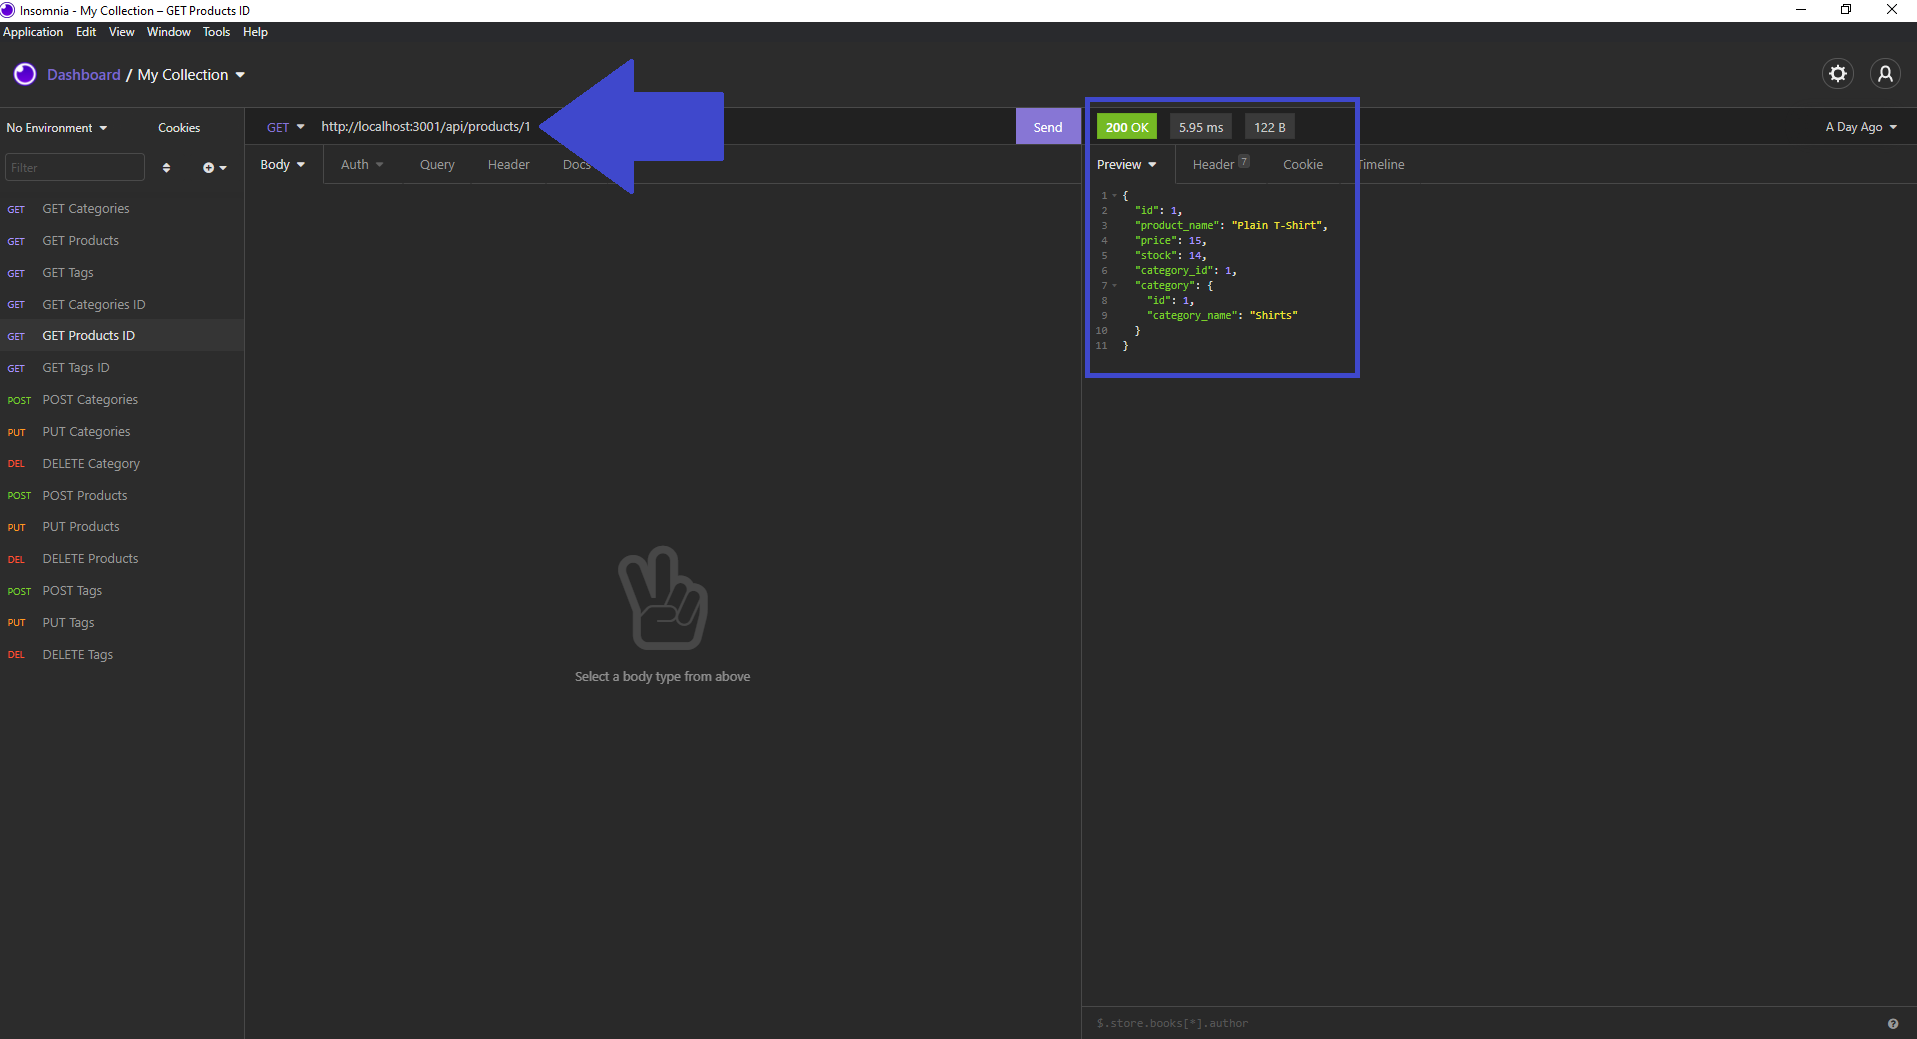 Insomnia - My Collection – GET Products ID
Application Edit View Window Tools Help
Dashboard / My Collection
No Environment Cookies
GET http://localhost:3001/api/products/1 Send
200 OK 5.95 ms 122 B A Day Ago
Filter
Body Auth Query Header Docs
Preview Header 7 Cookie Timeline
GET GET Categories
GET GET Products
GET GET Tags
GET GET Categories ID
GET GET Products ID
GET GET Tags ID
POST POST Categories
PUT PUT Categories
DEL DELETE Category
POST POST Products
PUT PUT Products
DEL DELETE Products
POST POST Tags
PUT PUT Tags
DEL DELETE Tags
Select a body type from above
1 {
2 "id": 1,
3 "product_name": "Plain T-Shirt",
4 "price": 15,
5 "stock": 14,
6 "category_id": 1,
7 "category": {
8 "id": 1,
9 "category_name": "Shirts"
10 }
11 }
$.store.books[*].author